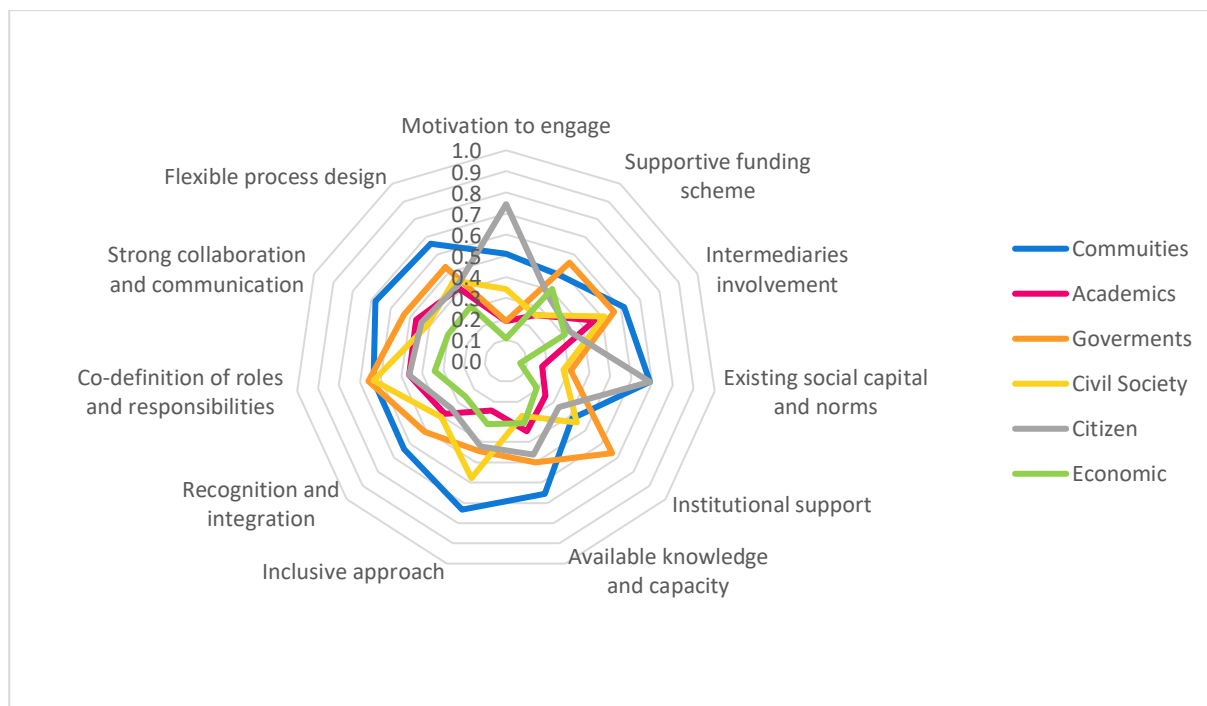 Motivation to engage
Supportive funding
scheme
Intermediaries
involvement
Existing social capital
and norms
Institutional support
Available knowledge
and capacity
Inclusive approach
Recognition and
integration
Co-definition of roles
and responsibilities
Strong collaboration
and communication
Flexible process design
1.0
0.9
0.8
0.7
0.6
0.5
0.4
0.3
0.2
0.1
0.0
Commuities
Academics
Goverments
Civil Society
Citizen
Economic